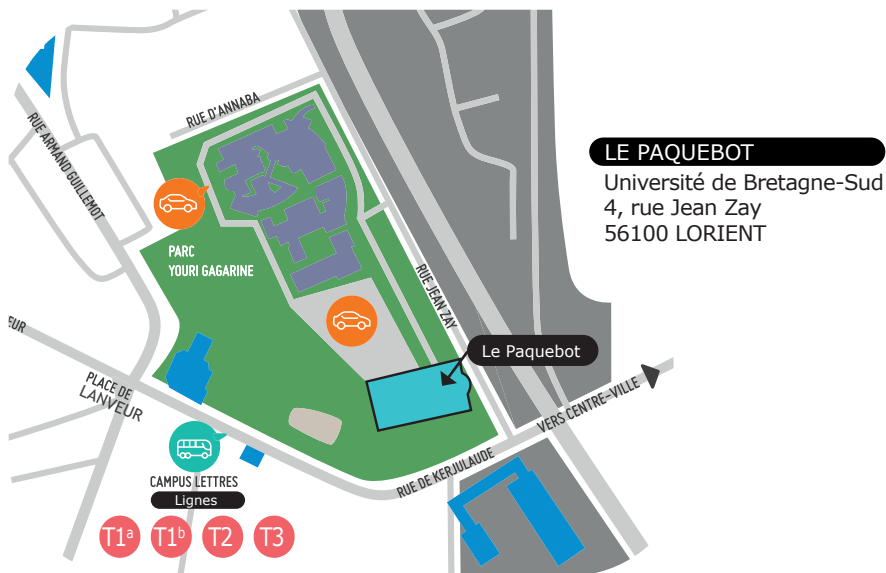 RUE D'ANNABA
RUE ARMAND GUILLEMOT
LE PAQUEBOT
Université de Bretagne-Sud
4, rue Jean Zay
56100 LORIENT
PARC
YOURI GAGARINE
RUE JEAN ZAY
EUR
Le Paquebot
PLACE DE
LANVEUR
VERS CENTRE-VILLE
RUE DE KERJULAUDE
CAMPUS LETTRES
Lignes
T1a T1b T2 T3